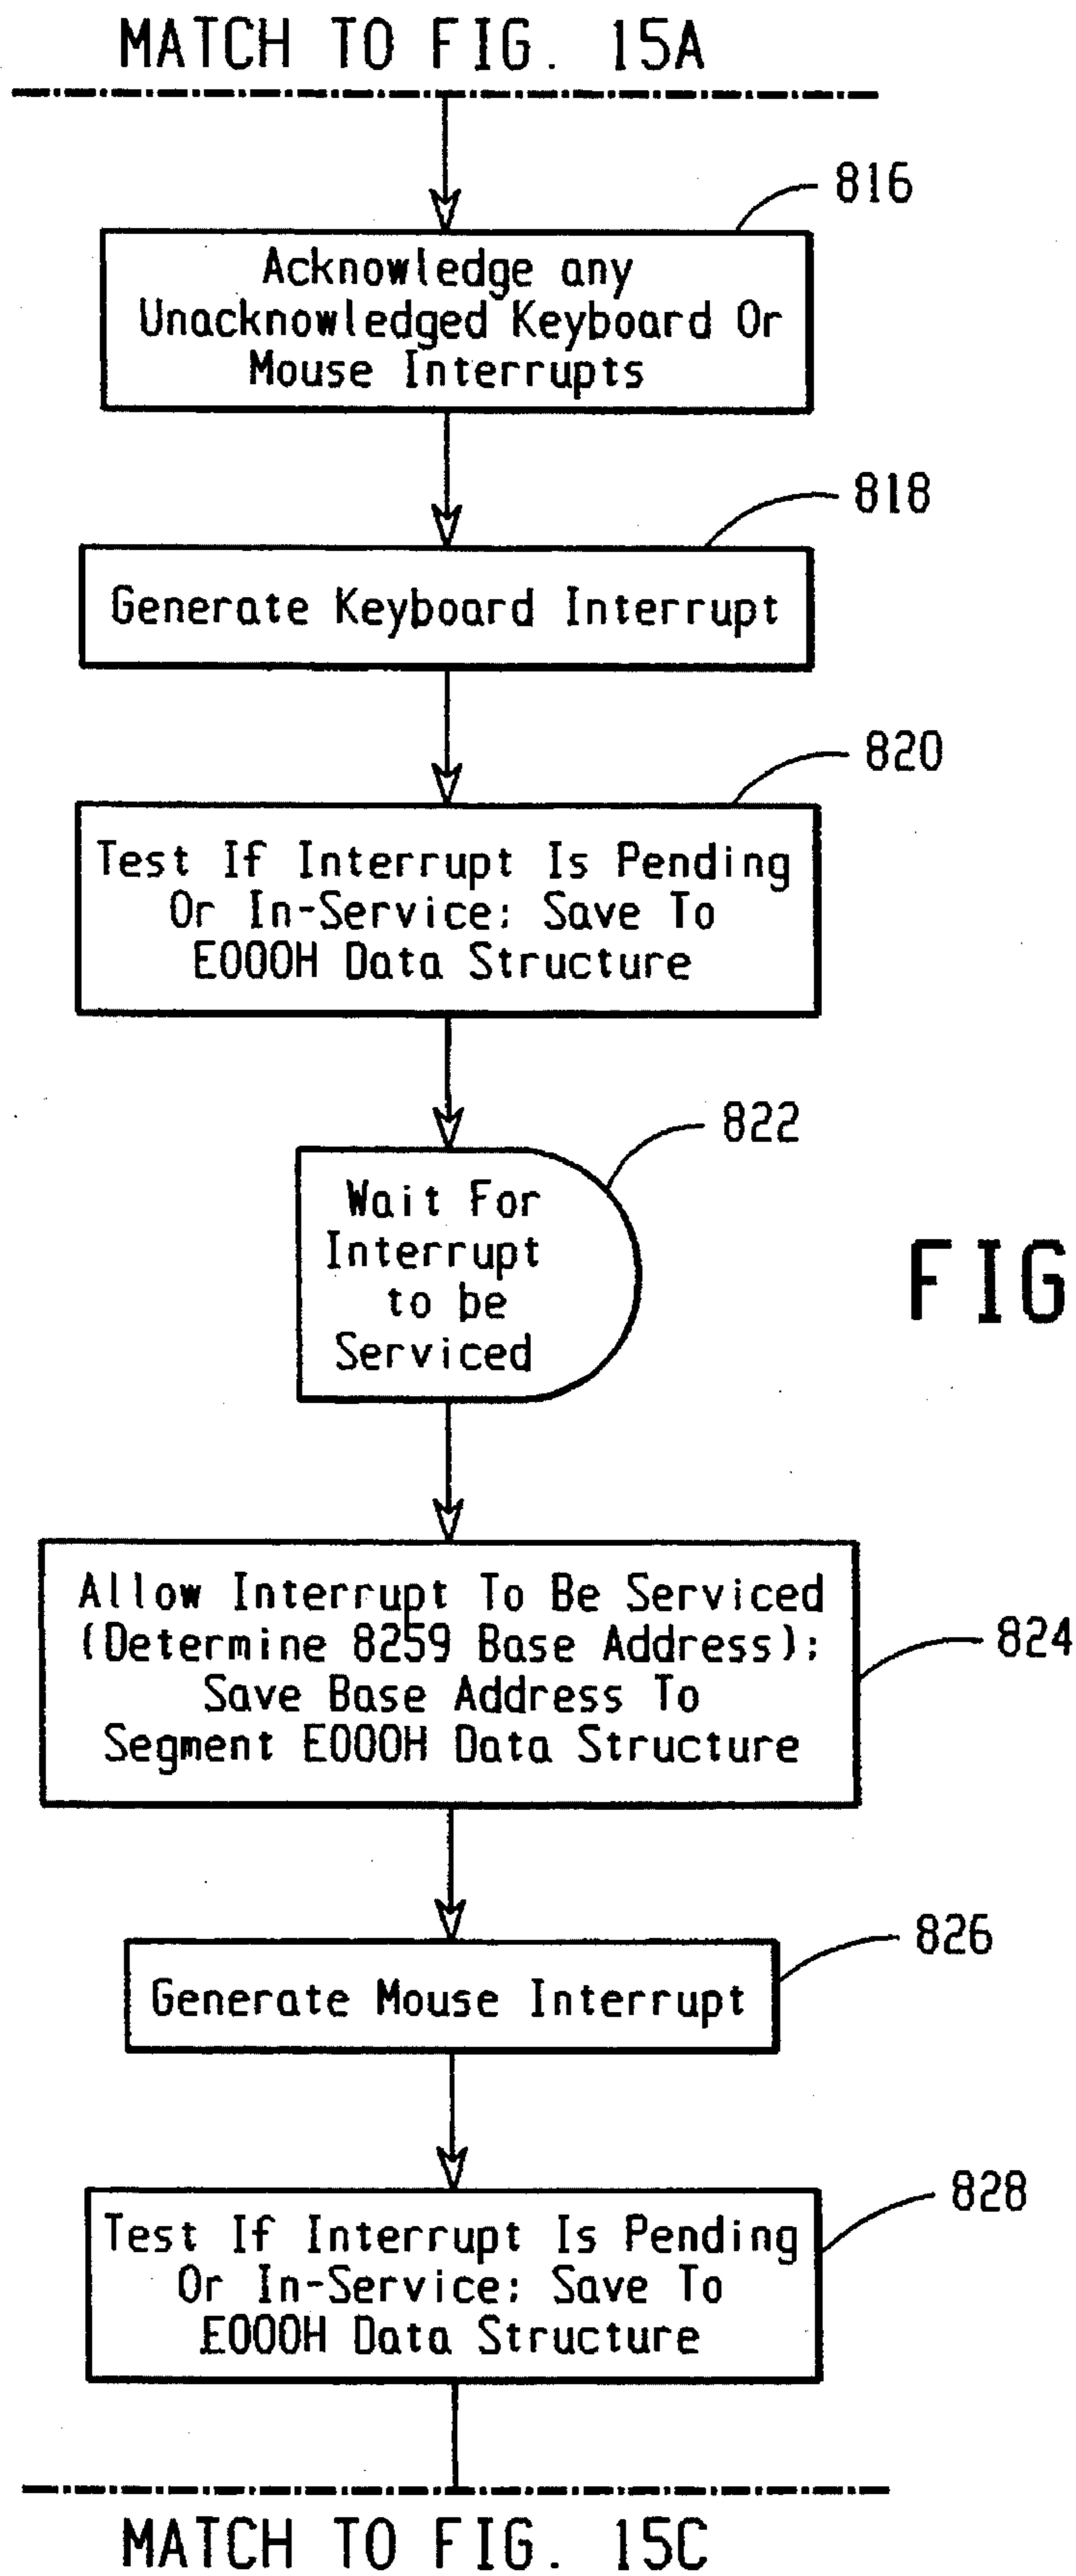 MATCH TO FIG. 15A
816
Acknowledge any
Unacknowledged Keyboard Or
Mouse Interrupts
818
Generate Keyboard Interrupt
820
Test If Interrupt Is Pending
Or In-Service; Save To
E000H Data Structure
822
Wait For
Interrupt
to be
Serviced
FIG
Allow Interrupt To Be Serviced
(Determine 8259 Base Address);
Save Base Address To
Segment E000H Data Structure
824
826
Generate Mouse Interrupt
828
Test If Interrupt Is Pending
Or In-Service; Save To
E000H Data Structure
MATCH TO FIG. 15C